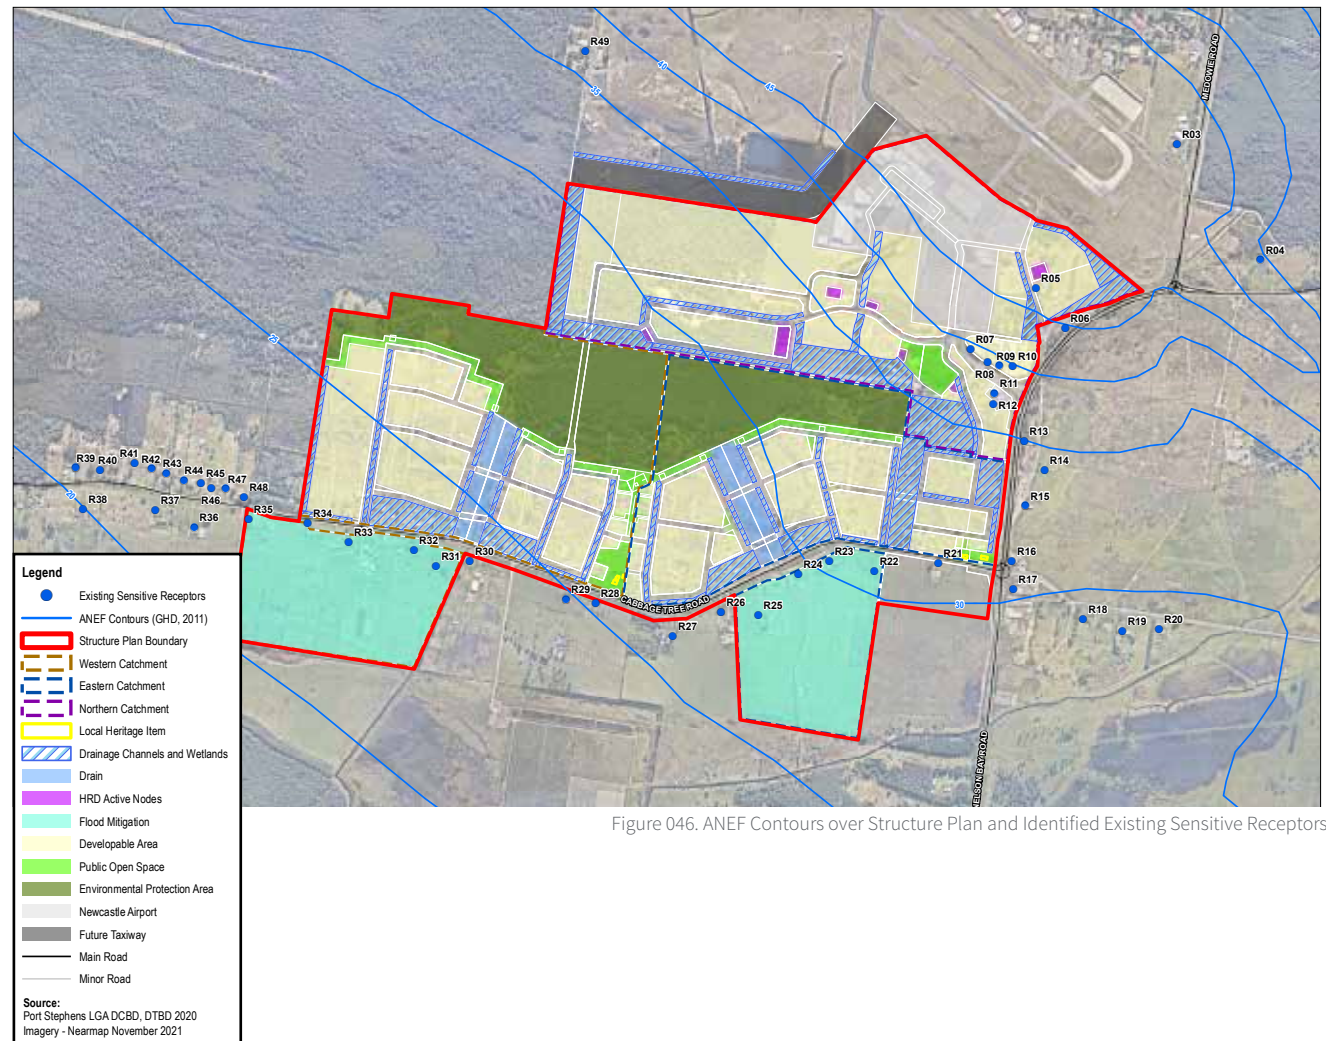 R49
40
45
35
MEDOWIE ROAD
R03
R04
R05
R06
R07
R09
R10
R08
R11
R12
25
R13
R14
R15
R39
R40
R41
R42
R43
R44
R45
R47
R46
R48
20
R38
R37
R36
R35
R34
R33
R32
R31
R30
R23
R24
R22
R21
R16
R17
R29
R28
CABBAGE TREE ROAD
R26
R25
R27
30
R18
R19
R20
NELSON BAY ROAD
Legend
Existing Sensitive Receptors
ANEF Contours (GHD, 2011)
Structure Plan Boundary
Western Catchment
Eastern Catchment
Northern Catchment
Local Heritage Item
Drainage Channels and Wetlands
Drain
HRD Active Nodes
Flood Mitigation
Developable Area
Public Open Space
Environmental Protection Area
Newcastle Airport
Future Taxiway
Main Road
Minor Road
Source:
Port Stephens LGA DCBD, DTBD 2020
Imagery - Nearmap November 2021
Figure 046. ANEF Contours over Structure Plan and Identified Existing Sensitive Receptors